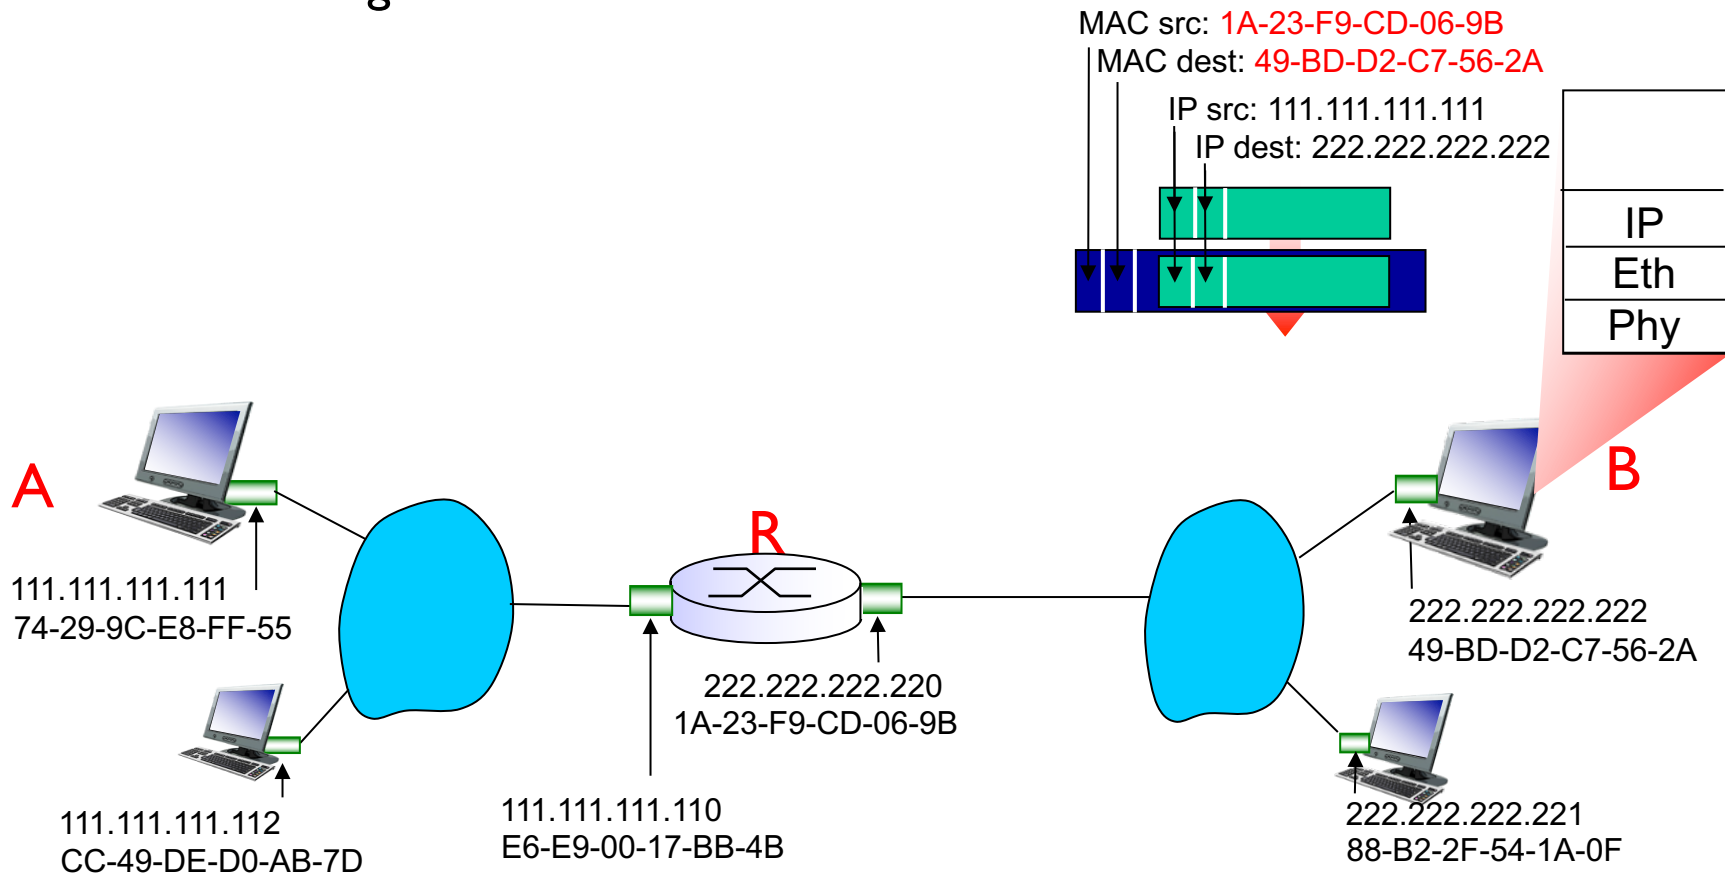 MAC src: 1A-23-F9-CD-06-9B
MAC dest: 49-BD-D2-C7-56-2A
IP src: 111.111.111.111
IP dest: 222.222.222.222
IP
Eth
Phy
A
B
R
111.111.111.111
74-29-9C-E8-FF-55
222.222.222.222
49-BD-D2-C7-56-2A
222.222.222.220
1A-23-F9-CD-06-9B
111.111.111.110
E6-E9-00-17-BB-4B
111.111.111.112
CC-49-DE-D0-AB-7D
222.222.222.221
88-B2-2F-54-1A-0F